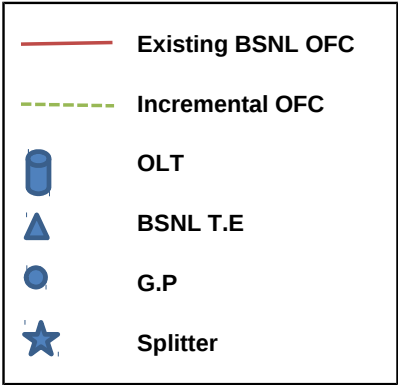 Existing BSNL OFC
Incremental OFC
OLT
BSNL T.E
G.P
Splitter